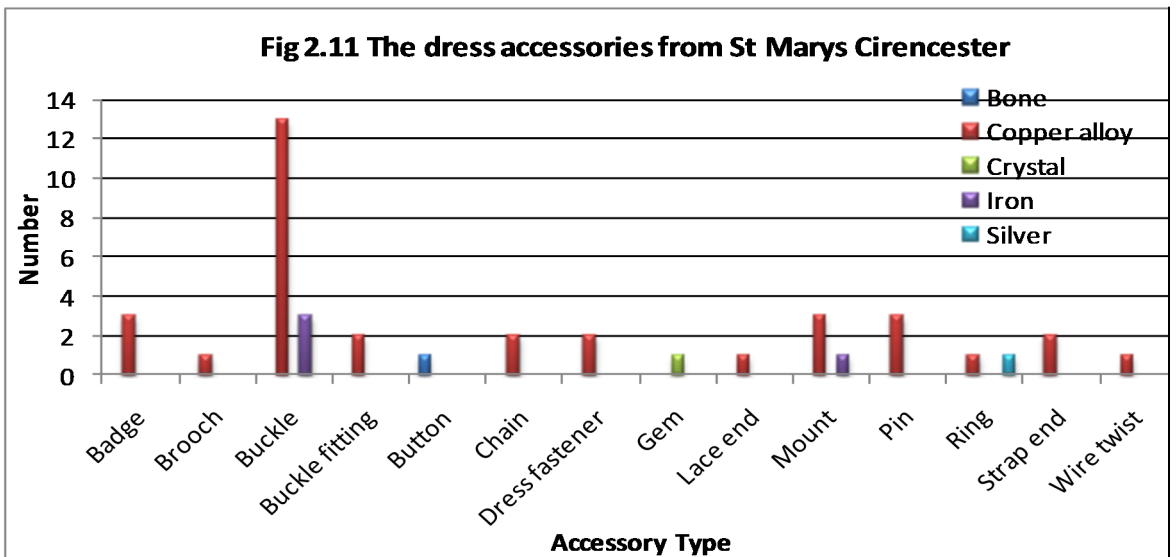 Fig 2.11 The dress accessories from St Marys Cirencester
Bone
Copper alloy
Crystal
Iron
Silver
14
12
10
8
6
4
2
0
Number
Badge
Brooch
Buckle
Buckle fitting
Button
Chain
Dress fastener
Gem
Lace end
Mount
Pin
Ring
Strap end
Wire twist
Accessory Type